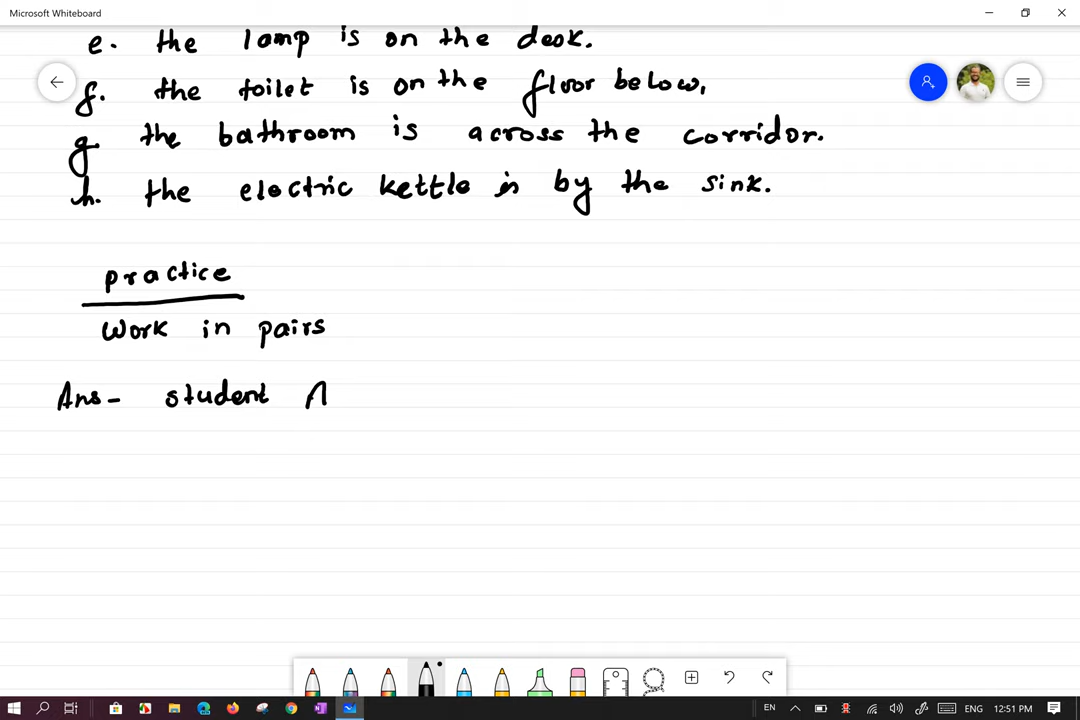 Microsoft Whiteboard
e. the lamp is on the desk.
f. the toilet is on the floor below,
g the bathroom is across the corridor.
h. the electric kettle is by the sink.
practice
work in pairs
Ans- student A
EN
ENG
12:51 PM